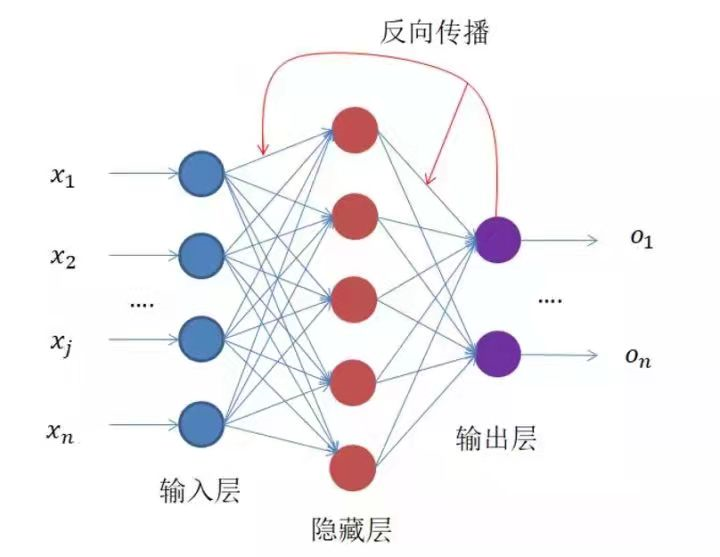 反向传播
x₁
o₁
x₂
....
....
xⱼ
oₙ
xₙ
输出层
输入层
隐藏层